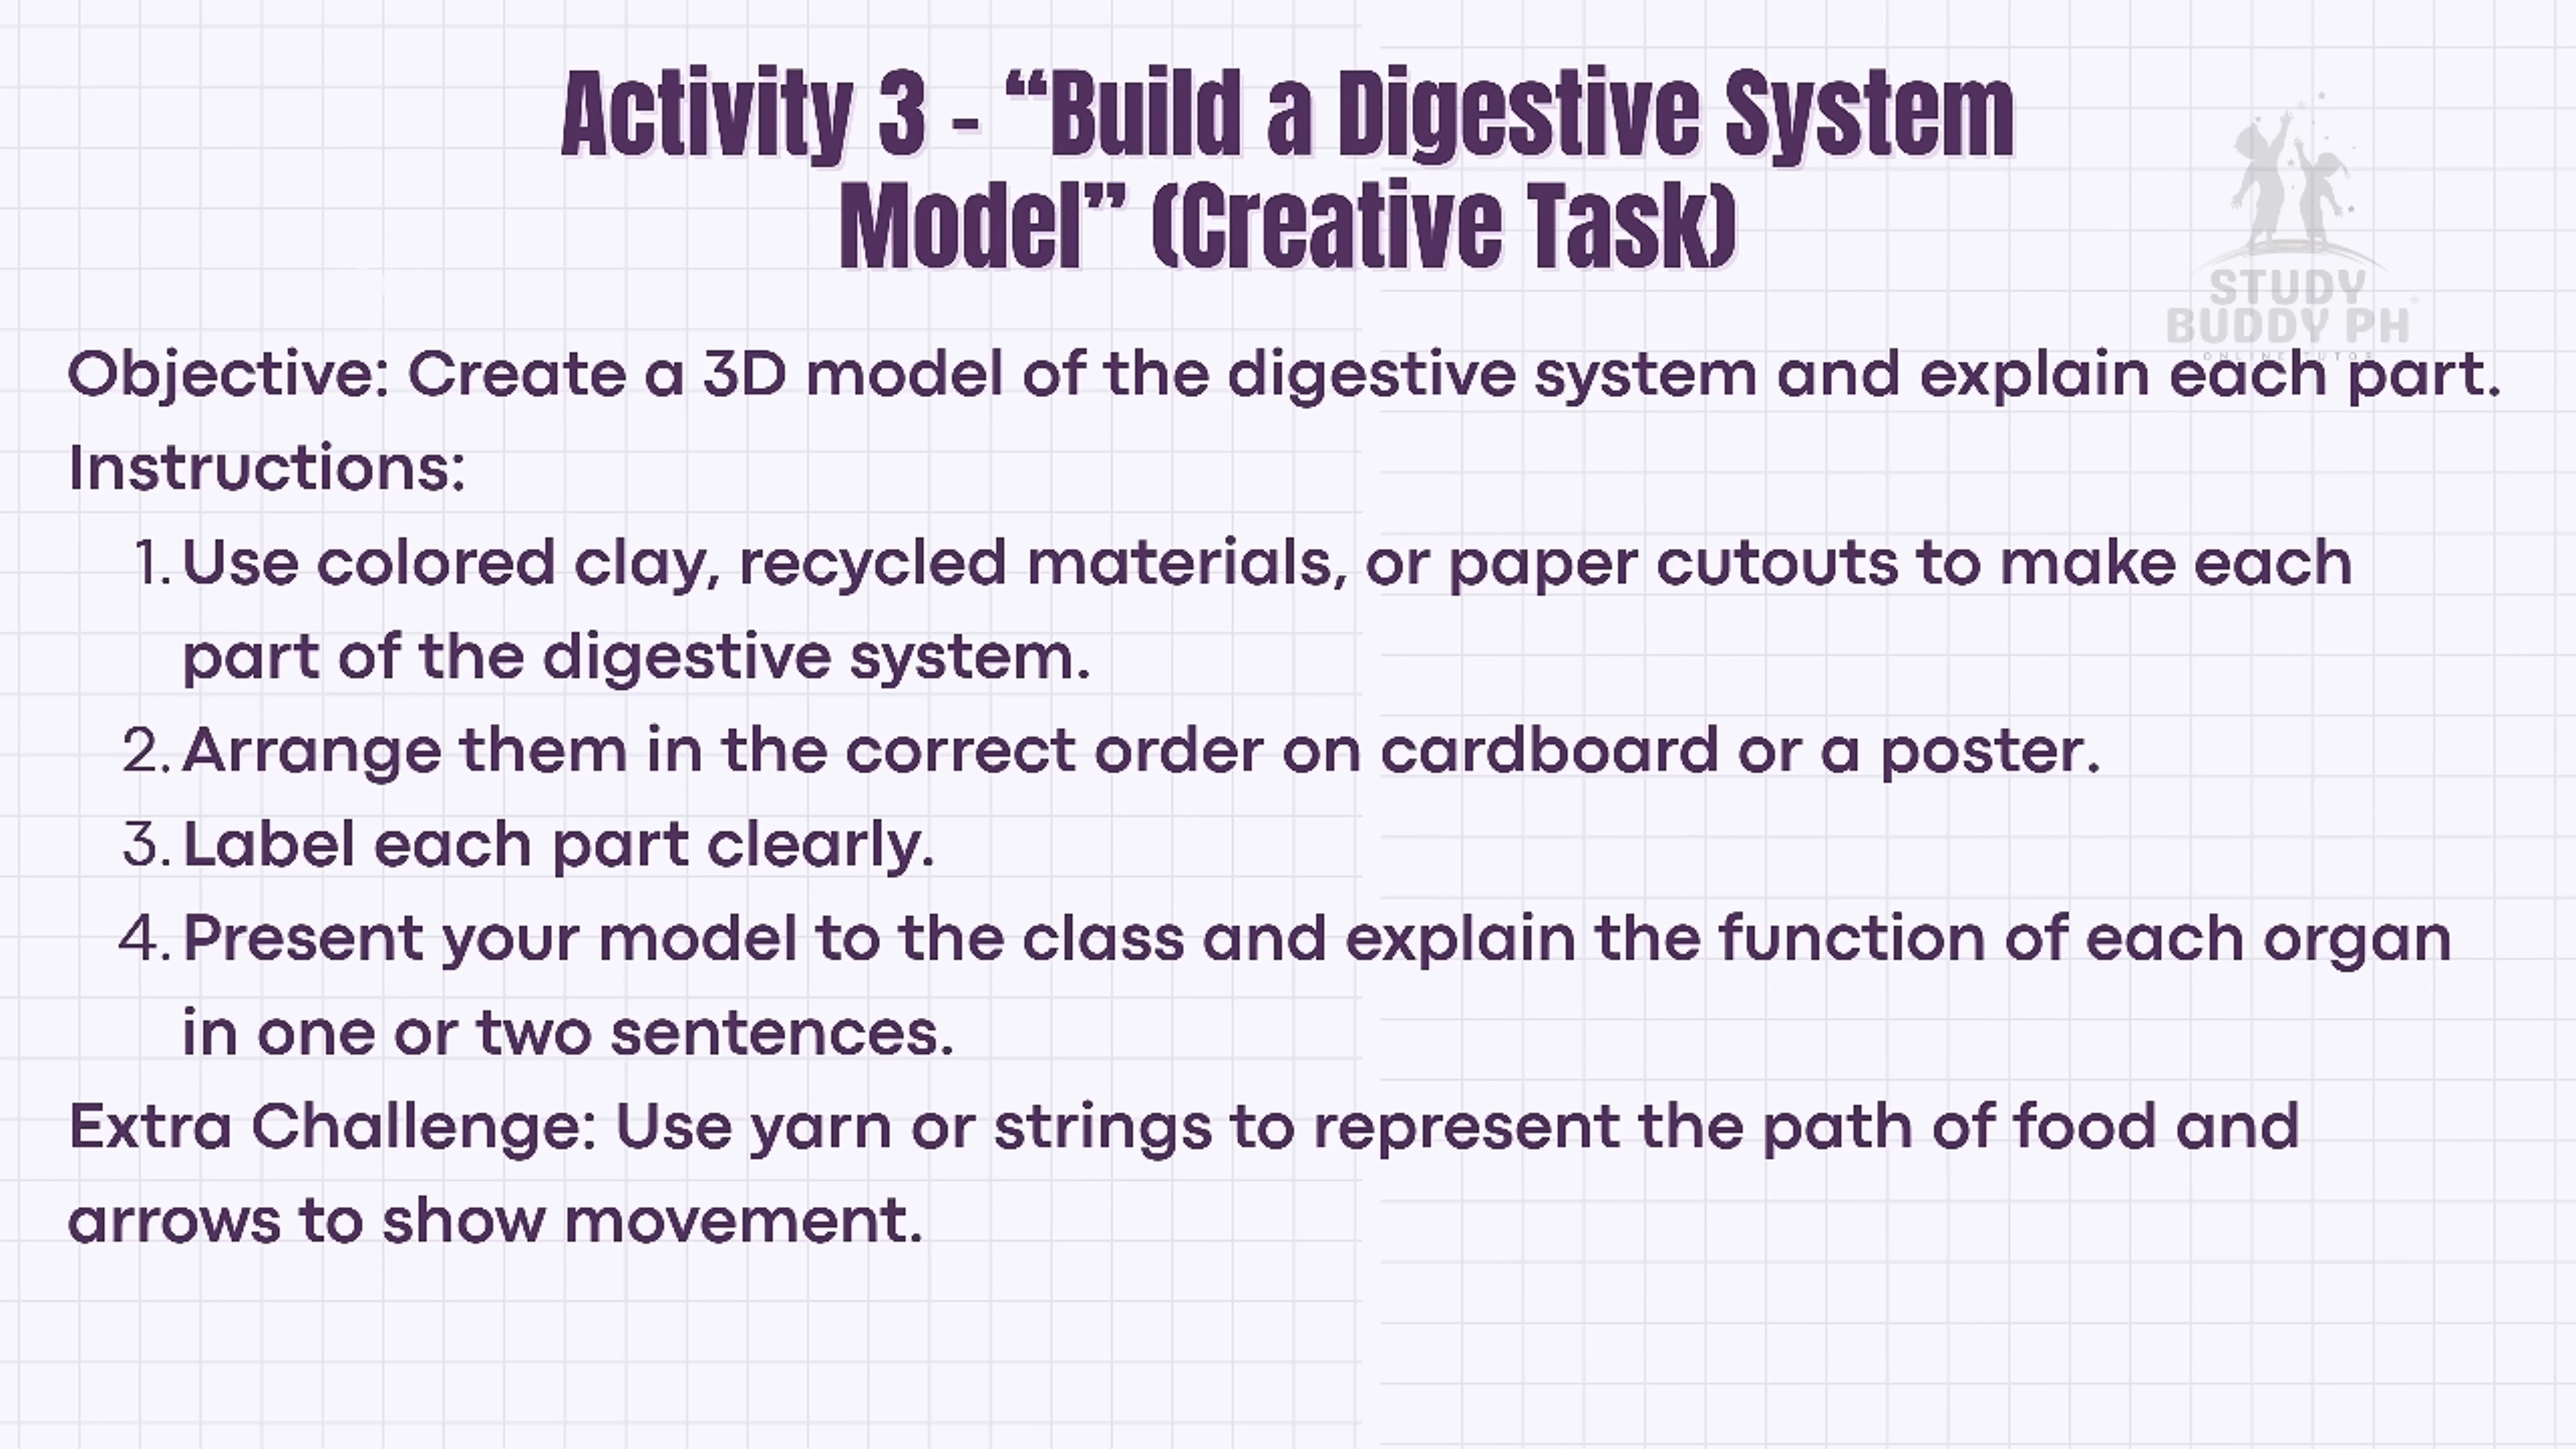 Activity 3 - “Build a Digestive System
Model” (Creative Task)
STUDY
BUDDY PH
ONLINE TUTOR
Objective: Create a 3D model of the digestive system and explain each part.
Instructions:
1. Use colored clay, recycled materials, or paper cutouts to make each
part of the digestive system.
2. Arrange them in the correct order on cardboard or a poster.
3. Label each part clearly.
4. Present your model to the class and explain the function of each organ
in one or two sentences.
Extra Challenge: Use yarn or strings to represent the path of food and
arrows to show movement.